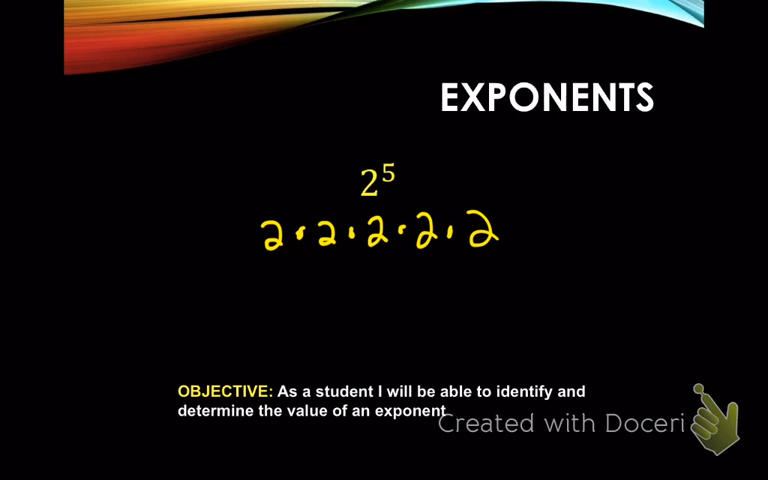 EXPONENTS
2⁵
2 · 2 · 2 · 2 · 2
OBJECTIVE: As a student I will be able to identify and
determine the value of an exponent
Created with Doceri